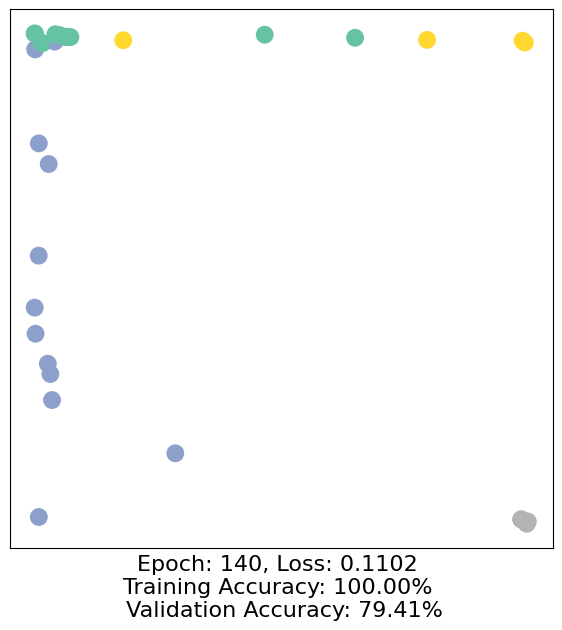 Epoch: 140, Loss: 0.1102
Training Accuracy: 100.00%
Validation Accuracy: 79.41%